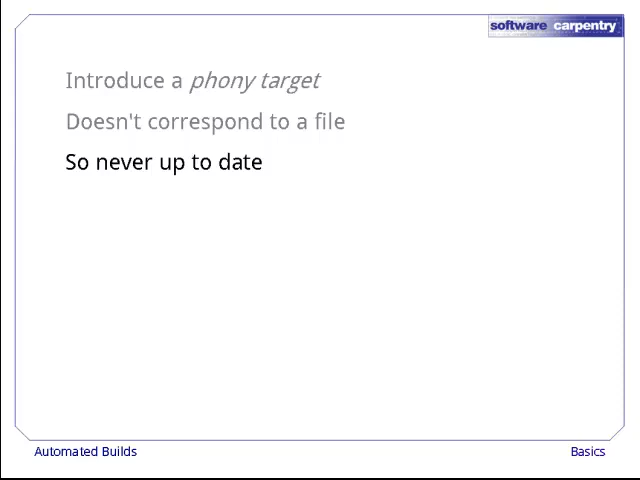 software carpentry
Introduce a phony target
Doesn't correspond to a file
So never up to date
Automated Builds
Basics